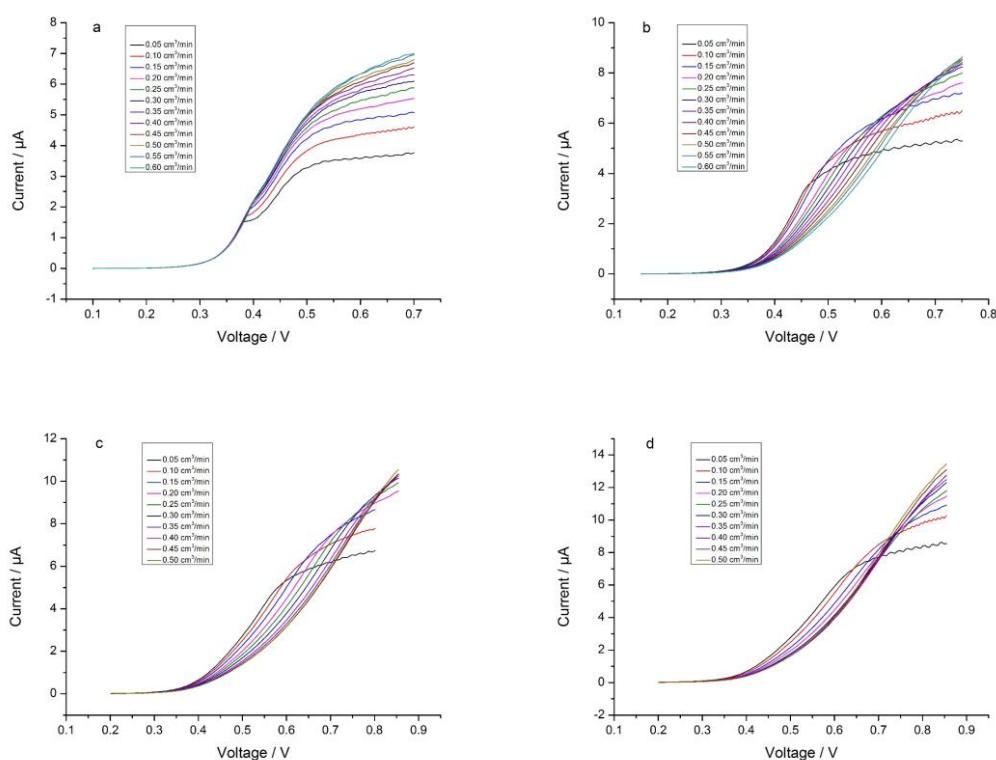 a
0.05 cm³/min
0.10 cm³/min
0.15 cm³/min
0.20 cm³/min
0.25 cm³/min
0.30 cm³/min
0.35 cm³/min
0.40 cm³/min
0.45 cm³/min
0.50 cm³/min
0.55 cm³/min
0.60 cm³/min
8
7
6
5
4
3
2
1
0
-1
Current / µA
0.1 0.2 0.3 0.4 0.5 0.6 0.7
Voltage / V
b
0.05 cm³/min
0.10 cm³/min
0.15 cm³/min
0.20 cm³/min
0.25 cm³/min
0.30 cm³/min
0.35 cm³/min
0.40 cm³/min
0.45 cm³/min
0.50 cm³/min
0.55 cm³/min
0.60 cm³/min
10
8
6
4
2
0
Current / µA
0.1 0.2 0.3 0.4 0.5 0.6 0.7 0.8
Voltage / V
c
0.05 cm³/min
0.10 cm³/min
0.15 cm³/min
0.20 cm³/min
0.25 cm³/min
0.30 cm³/min
0.35 cm³/min
0.40 cm³/min
0.45 cm³/min
0.50 cm³/min
12
10
8
6
4
2
0
Current / µA
0.1 0.2 0.3 0.4 0.5 0.6 0.7 0.8 0.9
Voltage / V
d
0.05 cm³/min
0.10 cm³/min
0.15 cm³/min
0.20 cm³/min
0.25 cm³/min
0.30 cm³/min
0.35 cm³/min
0.40 cm³/min
0.45 cm³/min
0.50 cm³/min
14
12
10
8
6
4
2
0
-2
Current / µA
0.1 0.2 0.3 0.4 0.5 0.6 0.7 0.8 0.9
Voltage / V